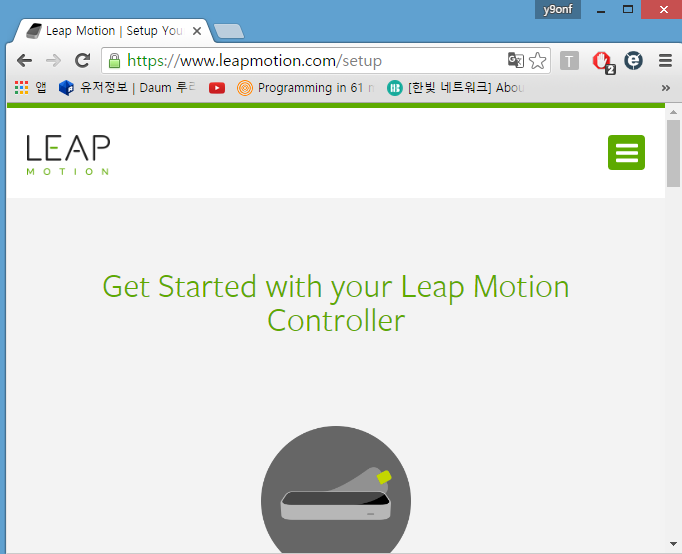 y9onf
Leap Motion | Setup You
https://www.leapmotion.com/setup
T
2
e
앱
유저정보 | Daum 루
Programming in 61 m
[한빛 네트워크] Abou
»
LEAP
MOTION
Get Started with your Leap Motion
Controller